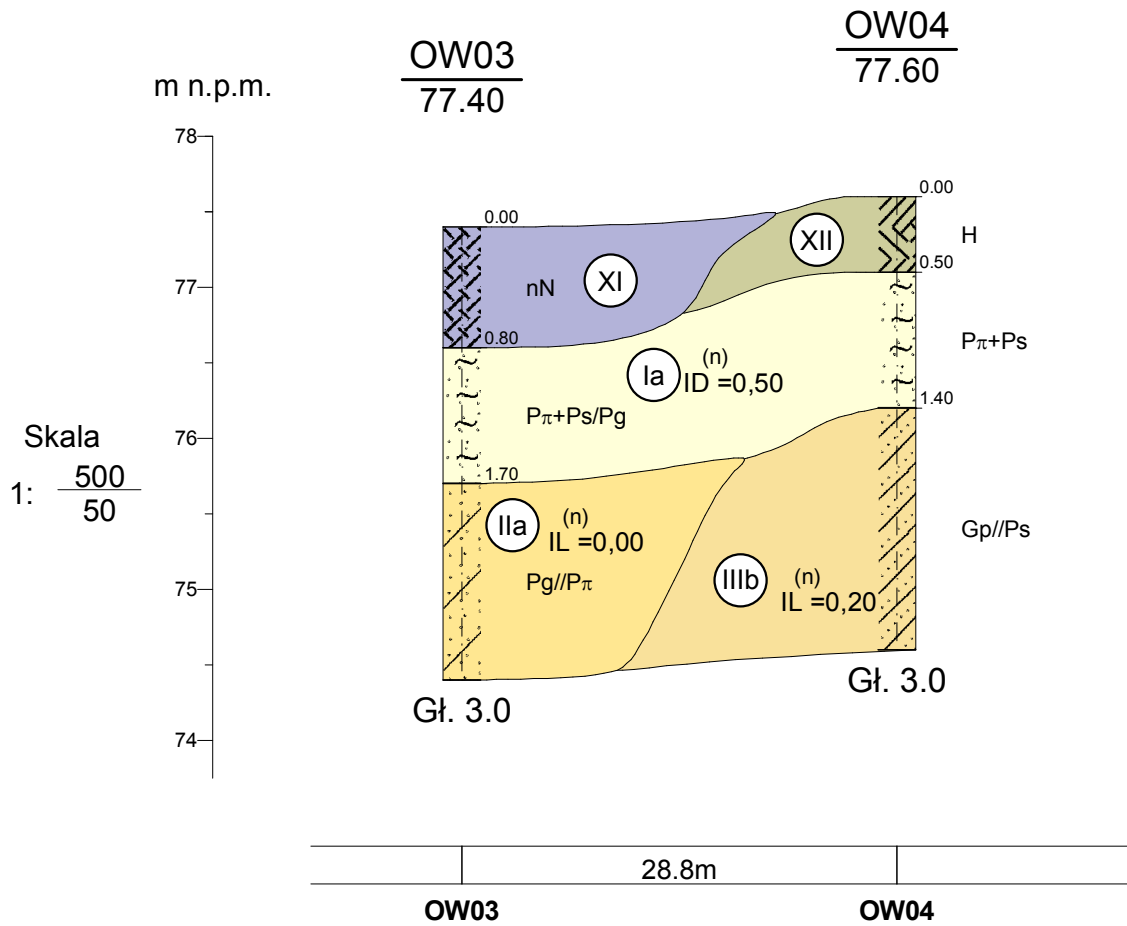 OW03
77.40
OW04
77.60
m n.p.m.
78
77
76
75
74
Skala
1: 500
50
0.00
0.80
1.70
XI
nN
XII
0.00
0.50
1.40
H
Pπ+Ps
Gp//Ps
Ia
(n)
ID =0,50
Pπ+Ps/Pg
IIa
(n)
IL =0,00
Pg//Pπ
IIIb
(n)
IL =0,20
Gł. 3.0
Gł. 3.0
28.8m
OW03
OW04